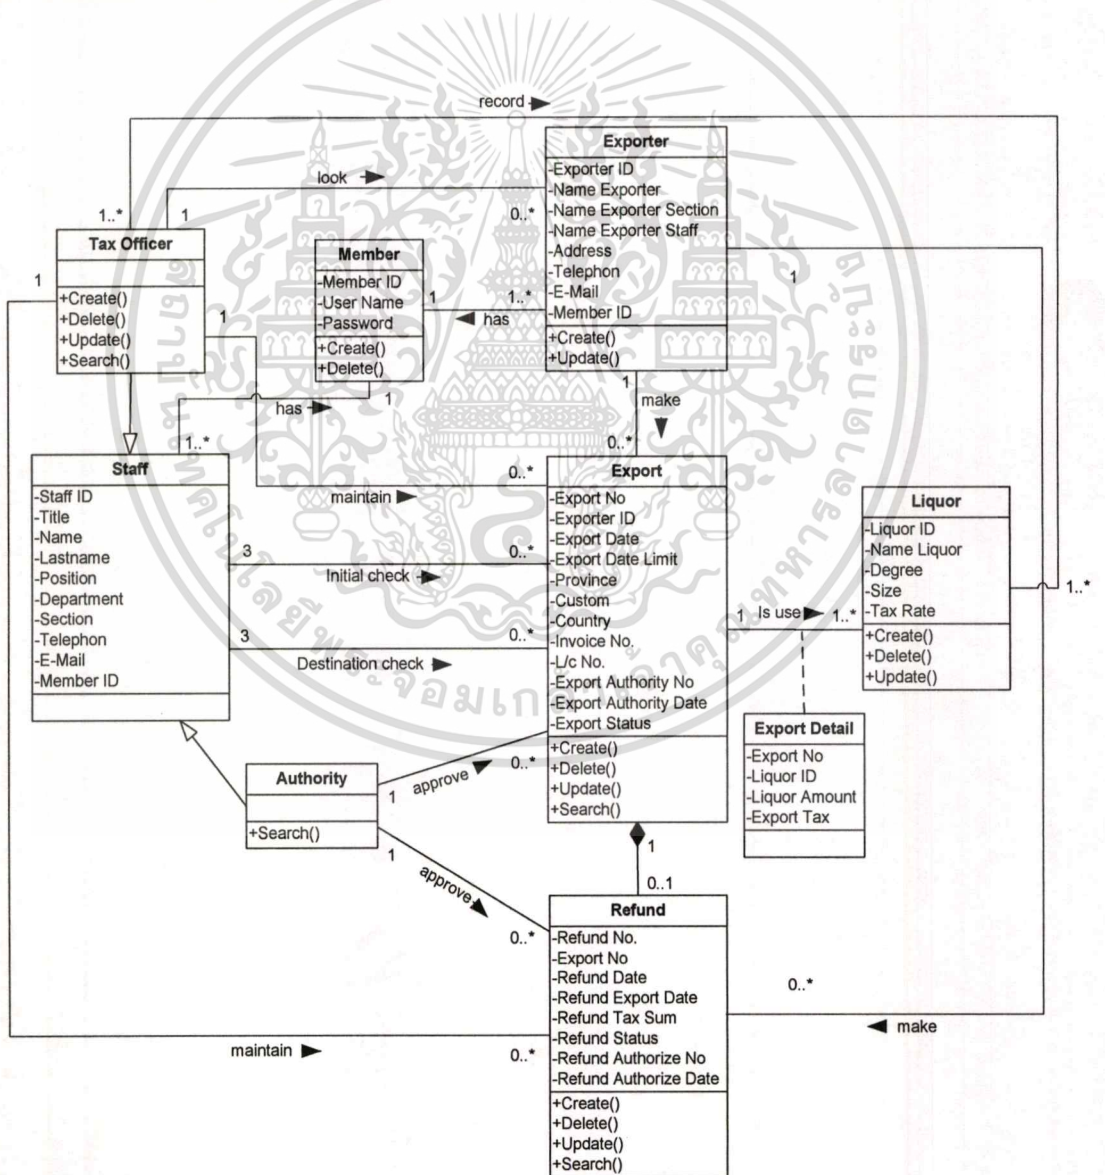 record
Exporter
-Exporter ID
-Name Exporter
-Name Exporter Section
-Name Exporter Staff
-Address
-Telephon
-E-Mail
-Member ID
+Create()
+Update()
look
1..*
1
0..*
Tax Officer
+Create()
+Delete()
+Update()
+Search()
1
1
Member
-Member ID
-User Name
-Password
+Create()
+Delete()
1
1..*
has
1
has
1
1..*
1
make
0..*
Staff
-Staff ID
-Title
-Name
-Lastname
-Position
-Department
-Section
-Telephon
-E-Mail
-Member ID
maintain
0..*
3
Initial check
0..*
3
Destination check
0..*
Export
-Export No
-Exporter ID
-Export Date
-Export Date Limit
-Province
-Custom
-Country
-Invoice No.
-L/c No.
-Export Authority No
-Export Authority Date
-Export Status
+Create()
+Delete()
+Update()
+Search()
Liquor
-Liquor ID
-Name Liquor
-Degree
-Size
-Tax Rate
+Create()
+Delete()
+Update()
1..*
1
Is use
1..*
Export Detail
-Export No
-Liquor ID
-Liquor Amount
-Export Tax
Authority
+Search()
1
approve
0..*
1
approve
0..*
1
0..1
Refund
-Refund No.
-Export No
-Refund Date
-Refund Export Date
-Refund Tax Sum
-Refund Status
-Refund Authorize No
-Refund Authorize Date
+Create()
+Delete()
+Update()
+Search()
0..*
make
maintain
0..*